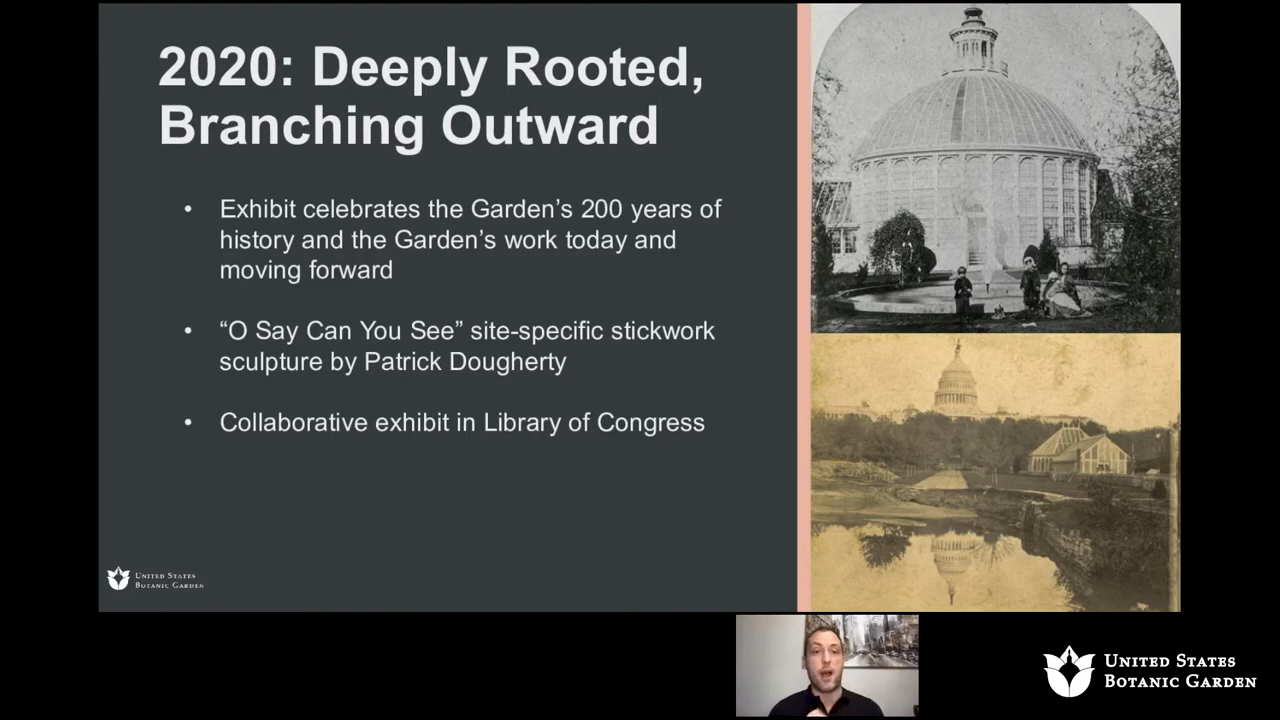 2020: Deeply Rooted,
Branching Outward
• Exhibit celebrates the Garden’s 200 years of
history and the Garden’s work today and
moving forward
• “O Say Can You See” site-specific stickwork
sculpture by Patrick Dougherty
• Collaborative exhibit in Library of Congress
United States
Botanic Garden
United States
Botanic Garden